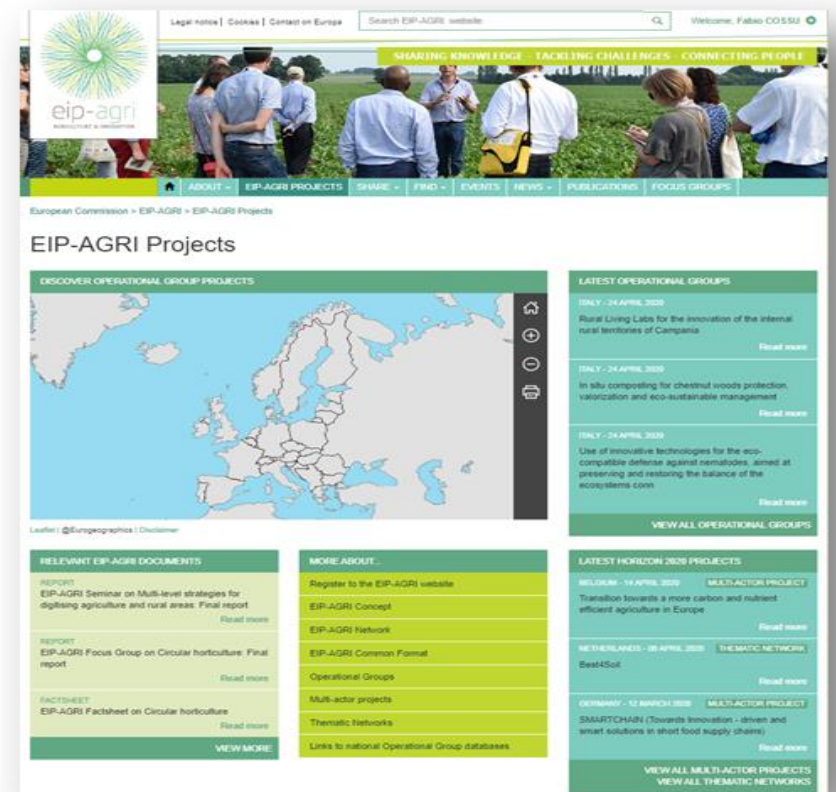 Legal notice | Cookies | Contact on Europe
Search EIP-AGRI website
Welcome, Fabio COSSU
SHARING KNOWLEDGE - TACKLING CHALLENGES - CONNECTING PEOPLE
eip-agri
AGRICULTURE & INNOVATION
ABOUT
EIP-AGRI PROJECTS
SHARE
FIND
EVENTS
NEWS
PUBLICATIONS
FOCUS GROUPS
European Commission > EIP-AGRI > EIP-AGRI Projects
EIP-AGRI Projects
DISCOVER OPERATIONAL GROUP PROJECTS
Leaflet | @Eurogeographics | Disclaimer
LATEST OPERATIONAL GROUPS
ITALY - 24 APRIL 2020
Rural Living Labs for the innovation of the internal
rural territories of Campania
Read more
ITALY - 24 APRIL 2020
In situ composting for chestnut woods protection,
valorization and eco-sustainable management
Read more
ITALY - 24 APRIL 2020
Use of innovative technologies for the eco-
compatible defense against nematodes, aimed at
preserving and restoring the balance of the
ecosystems conn
Read more
VIEW ALL OPERATIONAL GROUPS
RELEVANT EIP-AGRI DOCUMENTS
REPORT
EIP-AGRI Seminar on Multi-level strategies for
digitising agriculture and rural areas: Final report
Read more
REPORT
EIP-AGRI Focus Group on Circular horticulture: Final
report
Read more
FACTSHEET
EIP-AGRI Factsheet on Circular horticulture
Read more
VIEW MORE
MORE ABOUT...
Register to the EIP-AGRI website
EIP-AGRI Concept
EIP-AGRI Network
EIP-AGRI Common Format
Operational Groups
Multi-actor projects
Thematic Networks
Links to national Operational Group databases
LATEST HORIZON 2020 PROJECTS
BELGIUM - 14 APRIL 2020 MULTI-ACTOR PROJECT
Transition towards a more carbon and nutrient
efficient agriculture in Europe
Read more
NETHERLANDS - 08 APRIL 2020 THEMATIC NETWORK
Best4Soil
Read more
GERMANY - 12 MARCH 2020 MULTI-ACTOR PROJECT
SMARTCHAIN (Towards Innovation - driven and
smart solutions in short food supply chains)
Read more
VIEW ALL MULTI-ACTOR PROJECTS
VIEW ALL THEMATIC NETWORKS